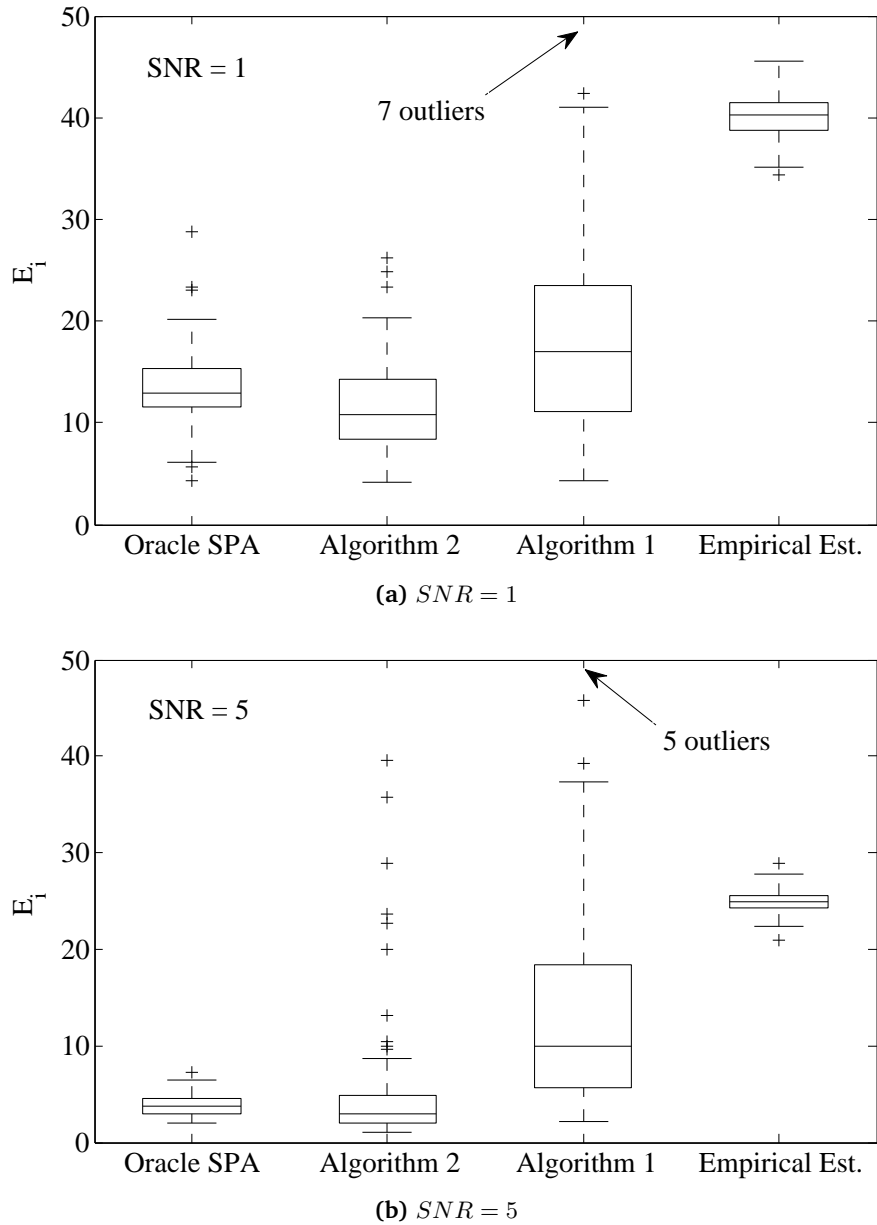 50
SNR = 1
7 outliers
40
30
E_i
20
10
0
Oracle SPA Algorithm 2 Algorithm 1 Empirical Est.
(a) SNR = 1
50
SNR = 5
5 outliers
40
30
E_i
20
10
0
Oracle SPA Algorithm 2 Algorithm 1 Empirical Est.
(b) SNR = 5